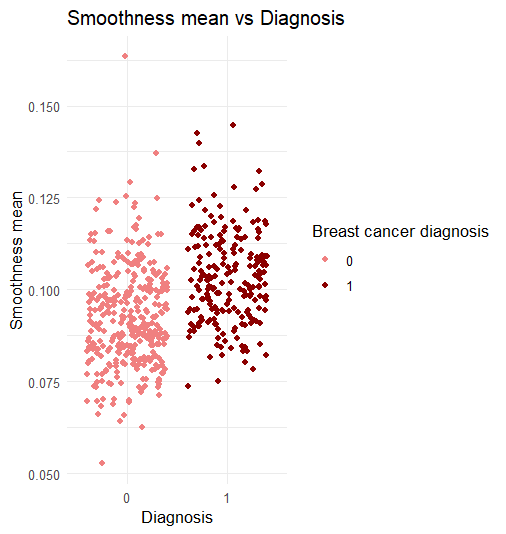 Smoothness mean vs Diagnosis
Smoothnness mean
0.150
0.125
0.100
0.075
0.050
0
1
Diagnosis
Breast cancer diagnosis
0
1